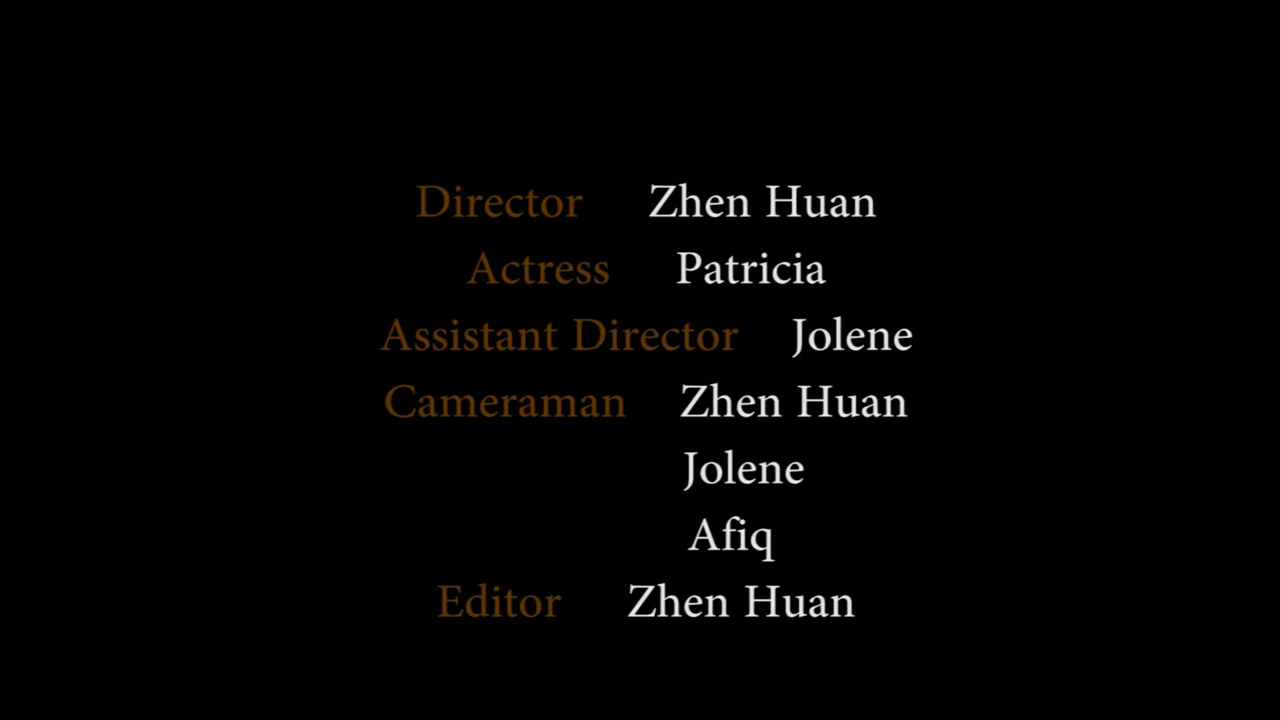 Director Zhen Huan
Actress Patricia
Assistant Director Jolene
Cameraman Zhen Huan
Jolene
Afiq
Editor Zhen Huan